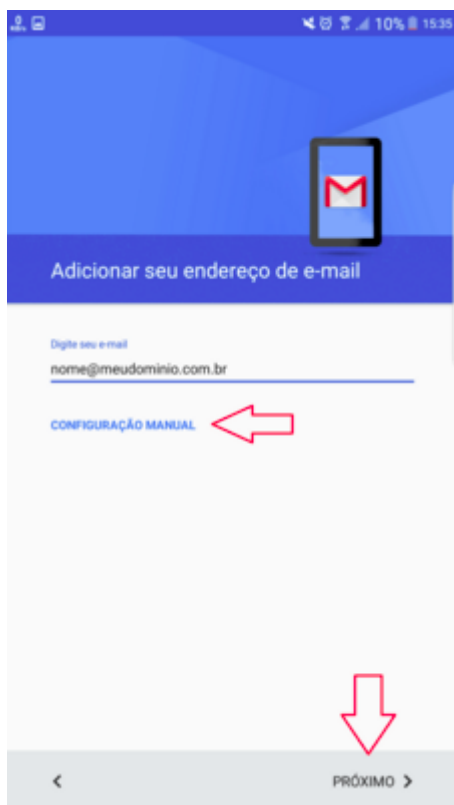 10% 15:35
Adicionar seu endereço de e-mail
Digite seu e-mail
nome@meudominio.com.br
CONFIGURAÇÃO MANUAL
PRÓXIMO